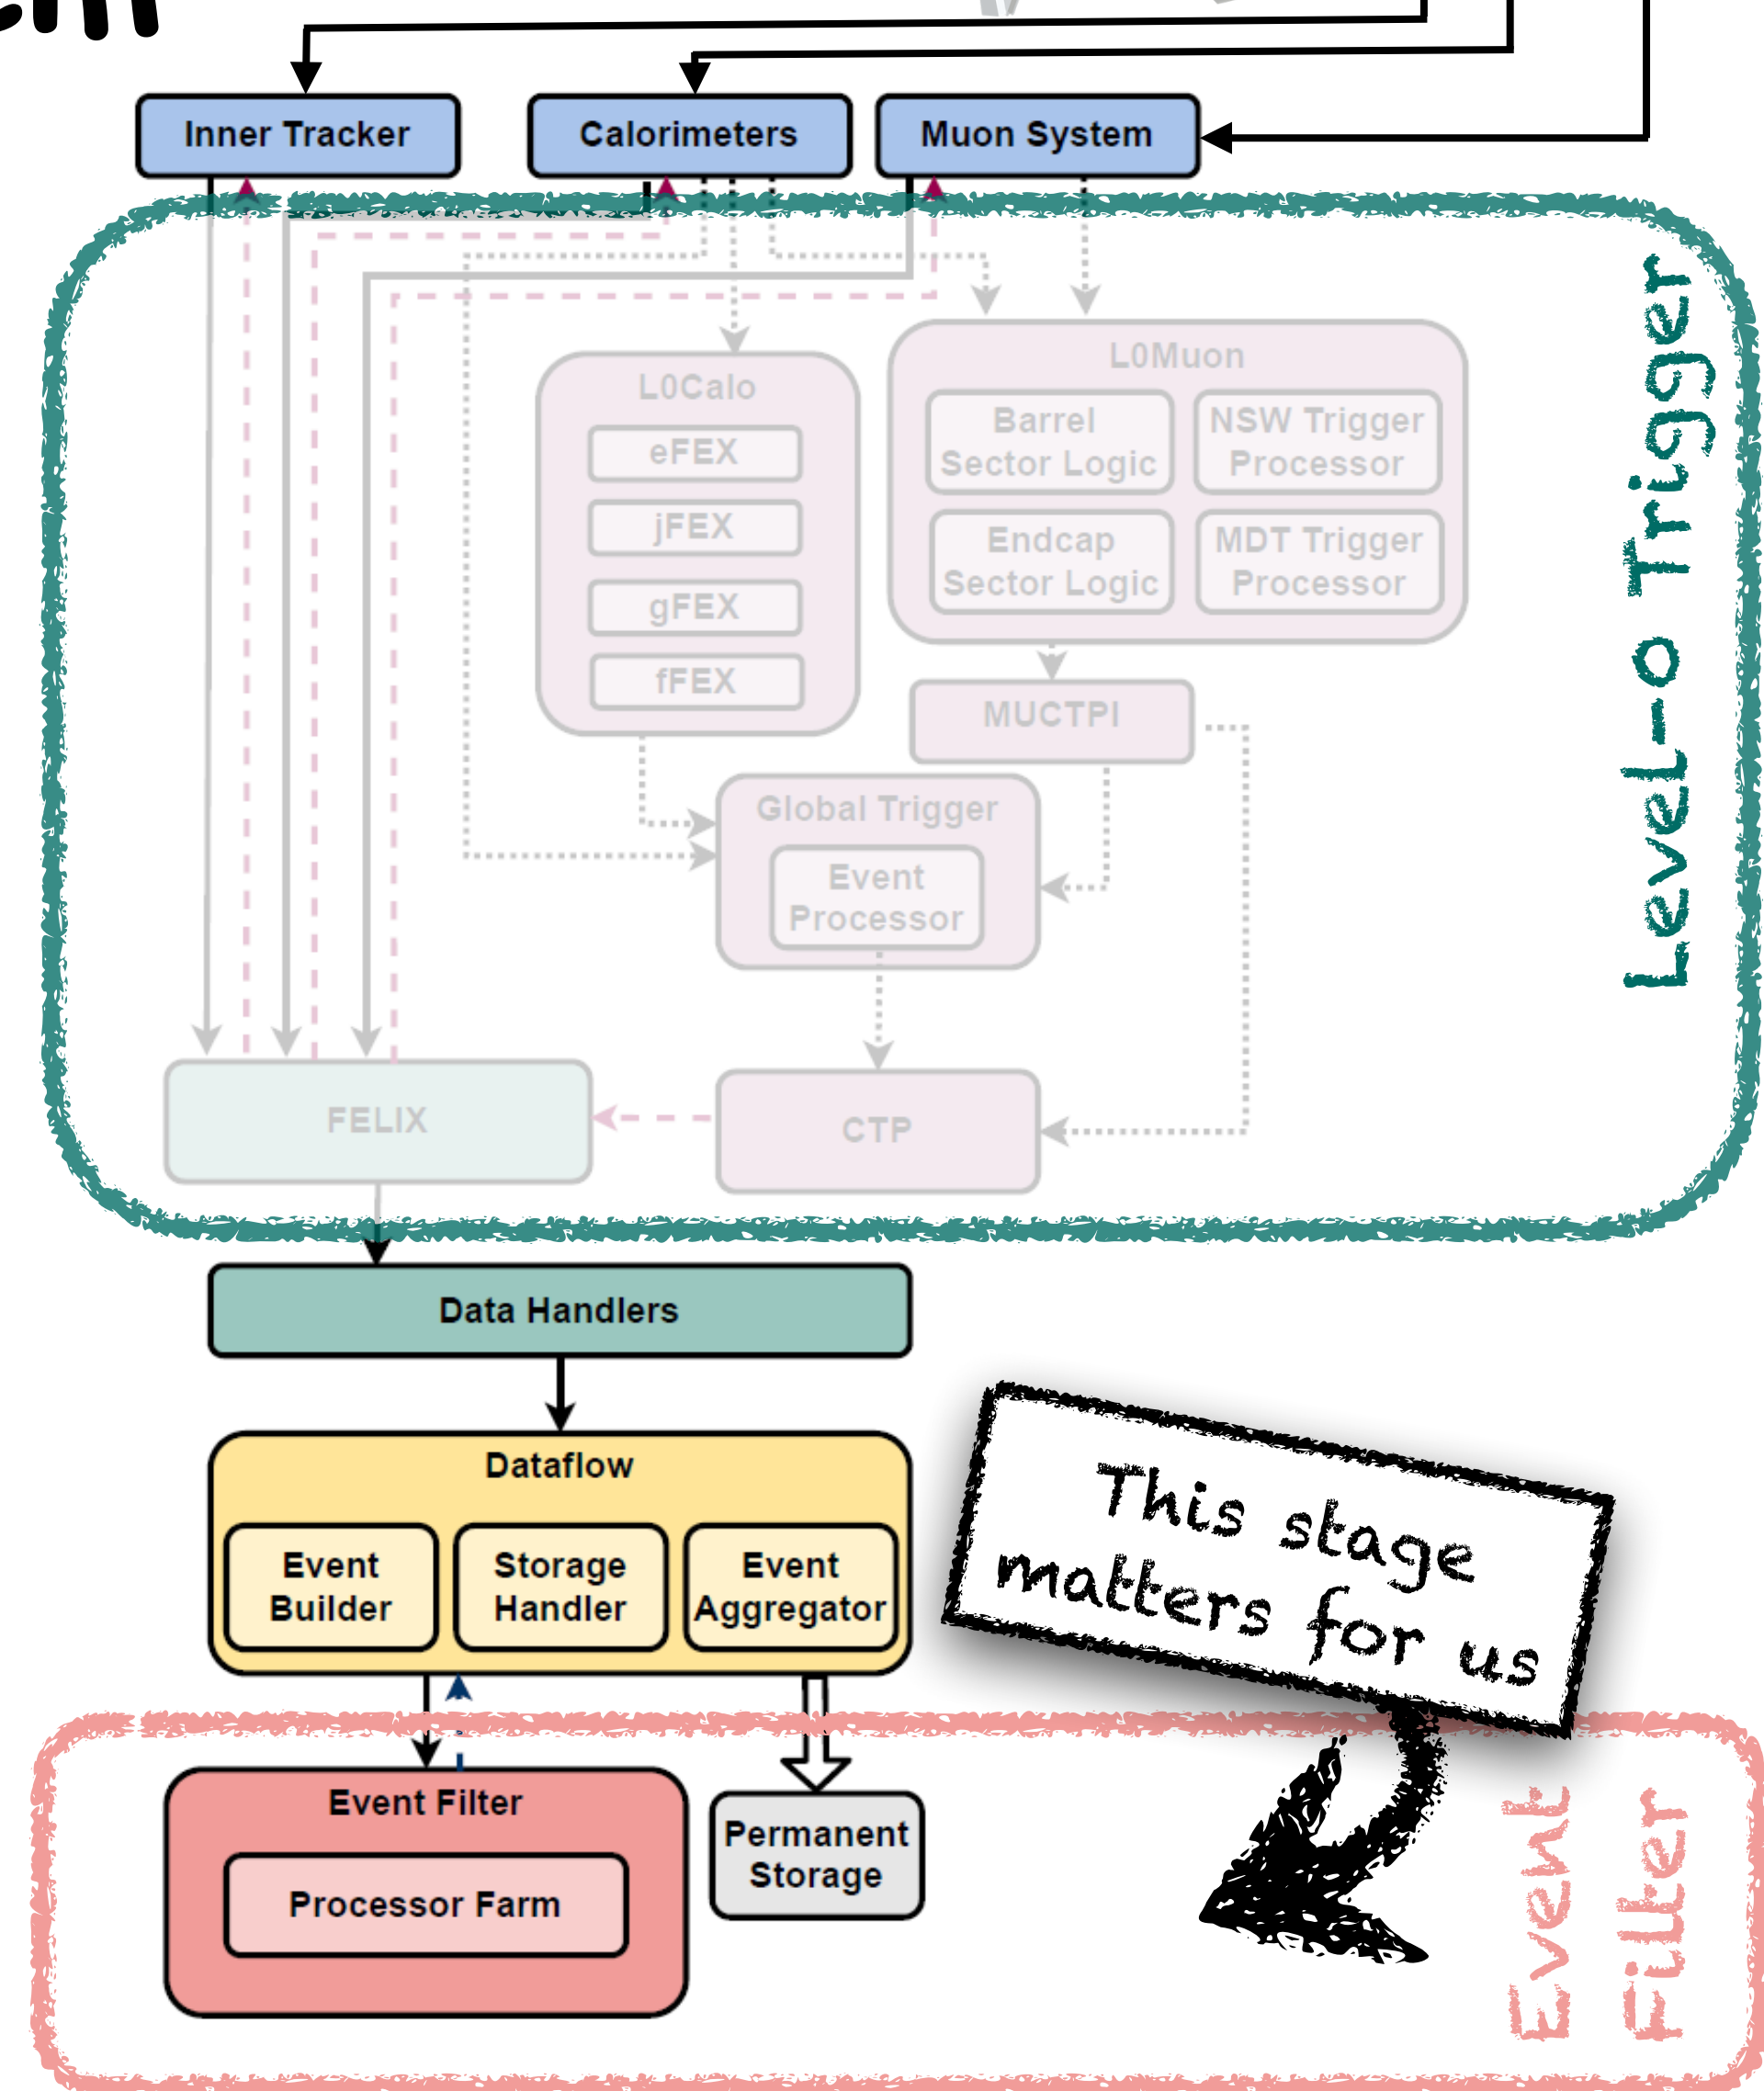 Inner Tracker
Calorimeters
Muon System
L0Calo
eFEX
jFEX
gFEX
fFEX
L0Muon
Barrel
Sector Logic
NSW Trigger
Processor
Endcap
Sector Logic
MDT Trigger
Processor
MUCTPI
Global Trigger
Event
Processor
FELIX
CTP
Level-0 Trigger
Data Handlers
Dataflow
Event
Builder
Storage
Handler
Event
Aggregator
This stage
matters for us
Event Filter
Processor Farm
Permanent
Storage
Event
Filter